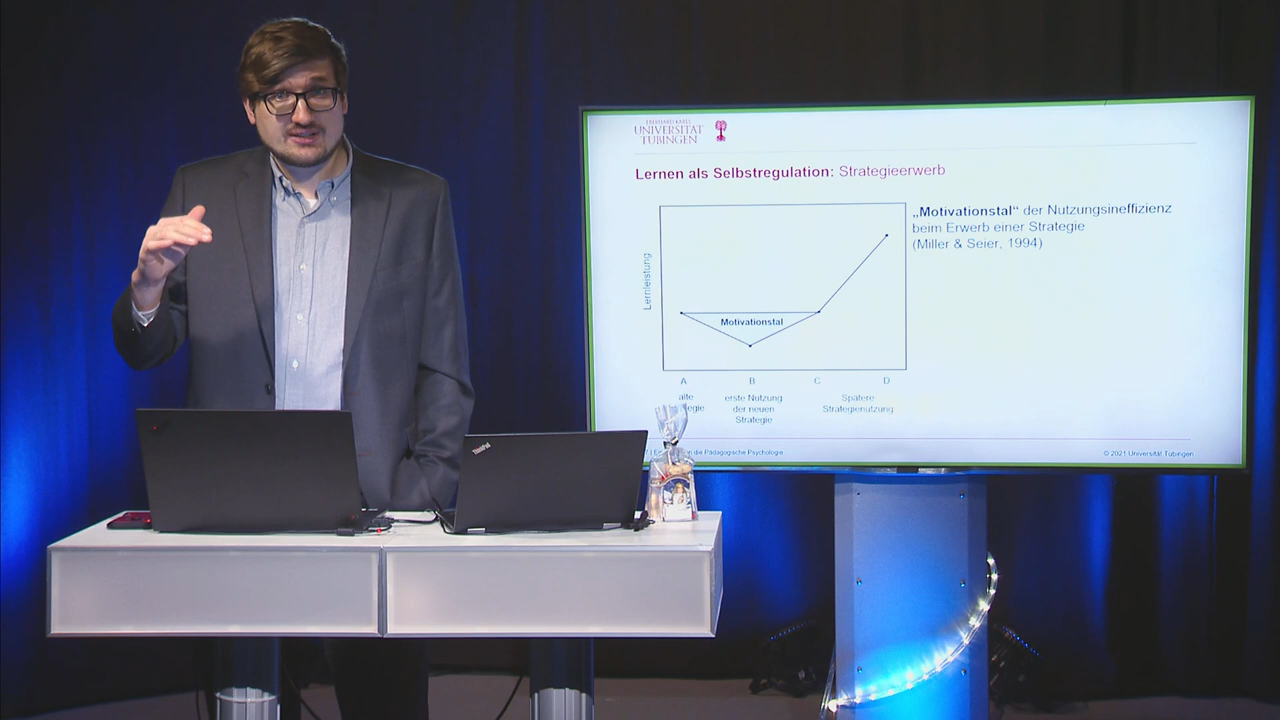 EBERHARD KARLS
UNIVERSITÄT
TÜBINGEN
Lernen als Selbstregulation: Strategieerwerb
„Motivationstal“ der Nutzungsineffizienz
beim Erwerb einer Strategie
(Miller & Seier, 1994)
Lernleistung
Motivationstal
A B C D
alte
erste Nutzung
der neuen
Strategie
Spätere
Strategienutzung
die Pädagogische Psychologie
© 2021 Universität Tübingen
ThinkPad